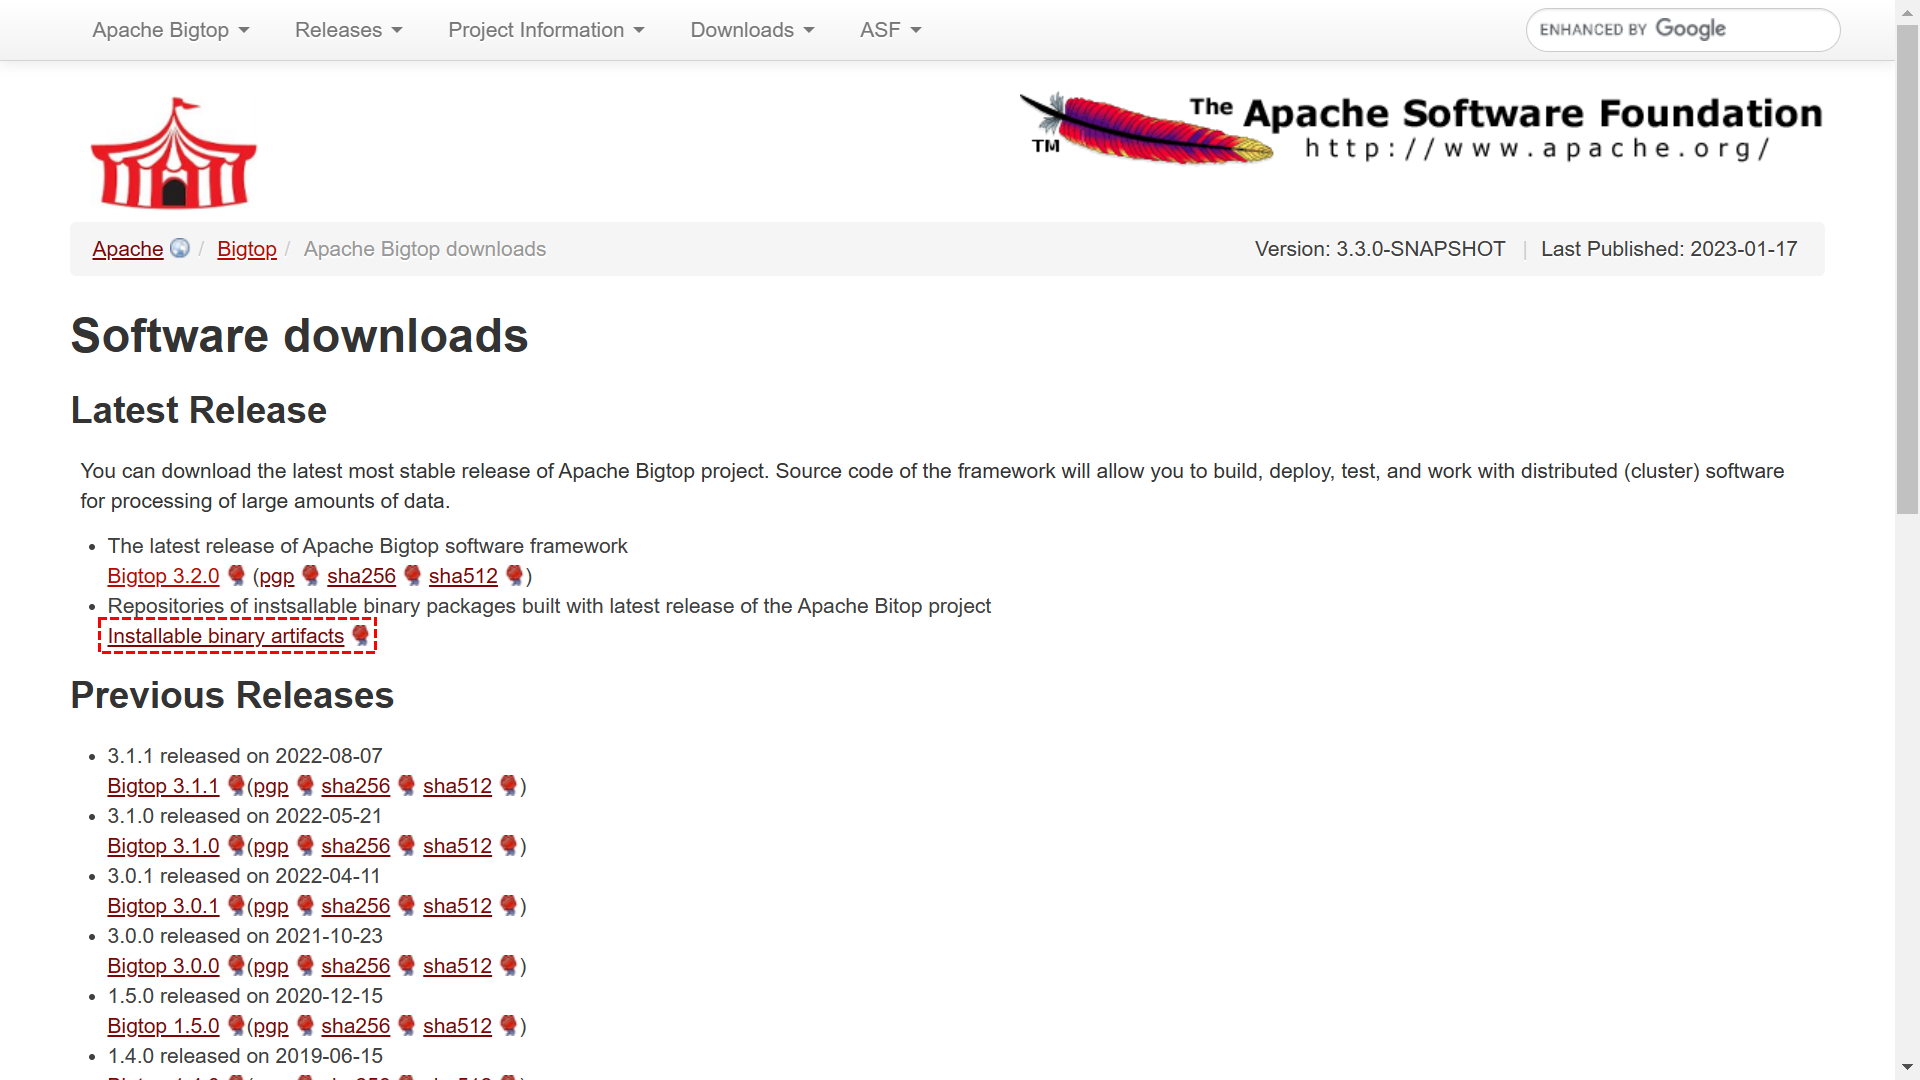 Apache Bigtop Releases Project Information Downloads ASF ENHANCED BY Google
The Apache Software Foundation
TM http://www.apache.org/
Apache / Bigtop / Apache Bigtop downloads Version: 3.3.0-SNAPSHOT | Last Published: 2023-01-17
Software downloads
Latest Release
You can download the latest most stable release of Apache Bigtop project. Source code of the framework will allow you to build, deploy, test, and work with distributed (cluster) software
for processing of large amounts of data.
• The latest release of Apache Bigtop software framework
Bigtop 3.2.0 (pgp sha256 sha512 )
• Repositories of instsallable binary packages built with latest release of the Apache Bitop project
Installable binary artifacts
Previous Releases
• 3.1.1 released on 2022-08-07
Bigtop 3.1.1 (pgp sha256 sha512 )
• 3.1.0 released on 2022-05-21
Bigtop 3.1.0 (pgp sha256 sha512 )
• 3.0.1 released on 2022-04-11
Bigtop 3.0.1 (pgp sha256 sha512 )
• 3.0.0 released on 2021-10-23
Bigtop 3.0.0 (pgp sha256 sha512 )
• 1.5.0 released on 2020-12-15
Bigtop 1.5.0 (pgp sha256 sha512 )
• 1.4.0 released on 2019-06-15